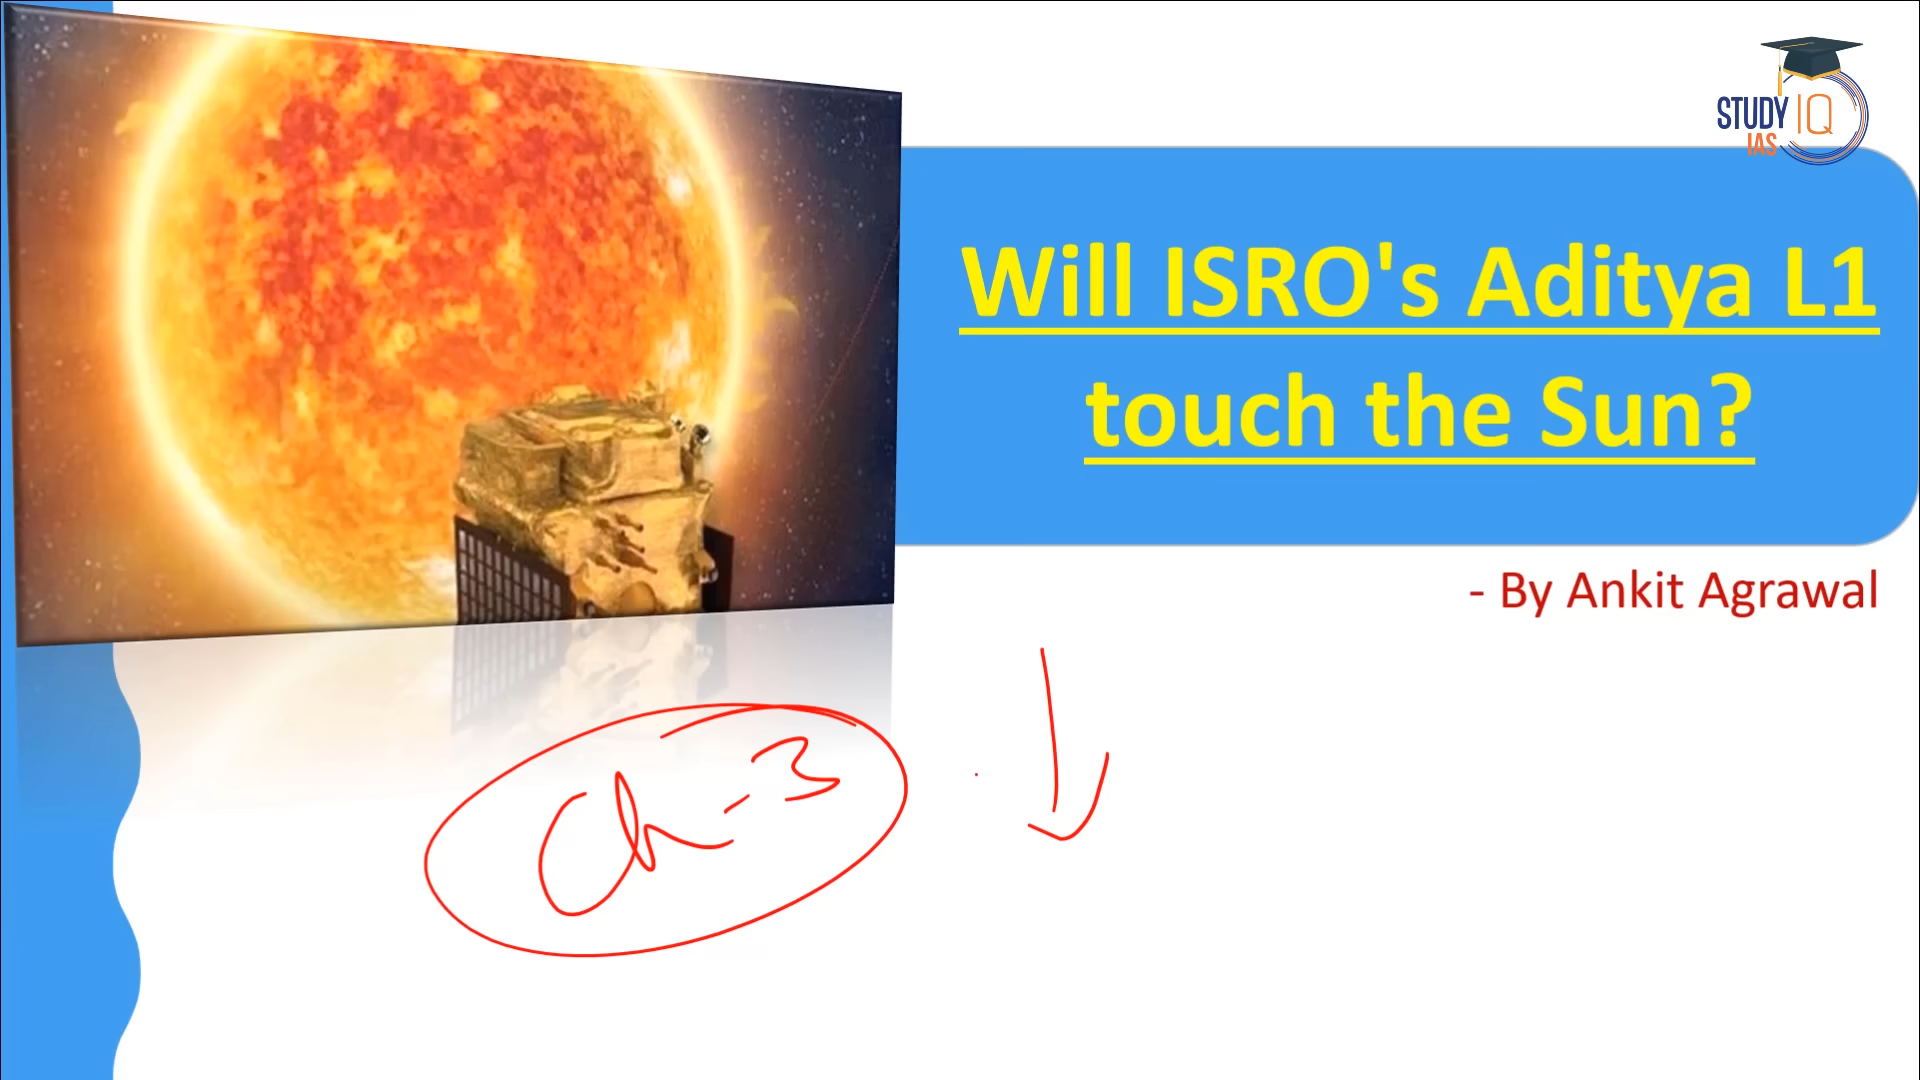 STUDY IQ
IAS
Will ISRO's Aditya L1
touch the Sun?
- By Ankit Agrawal
Ch-3